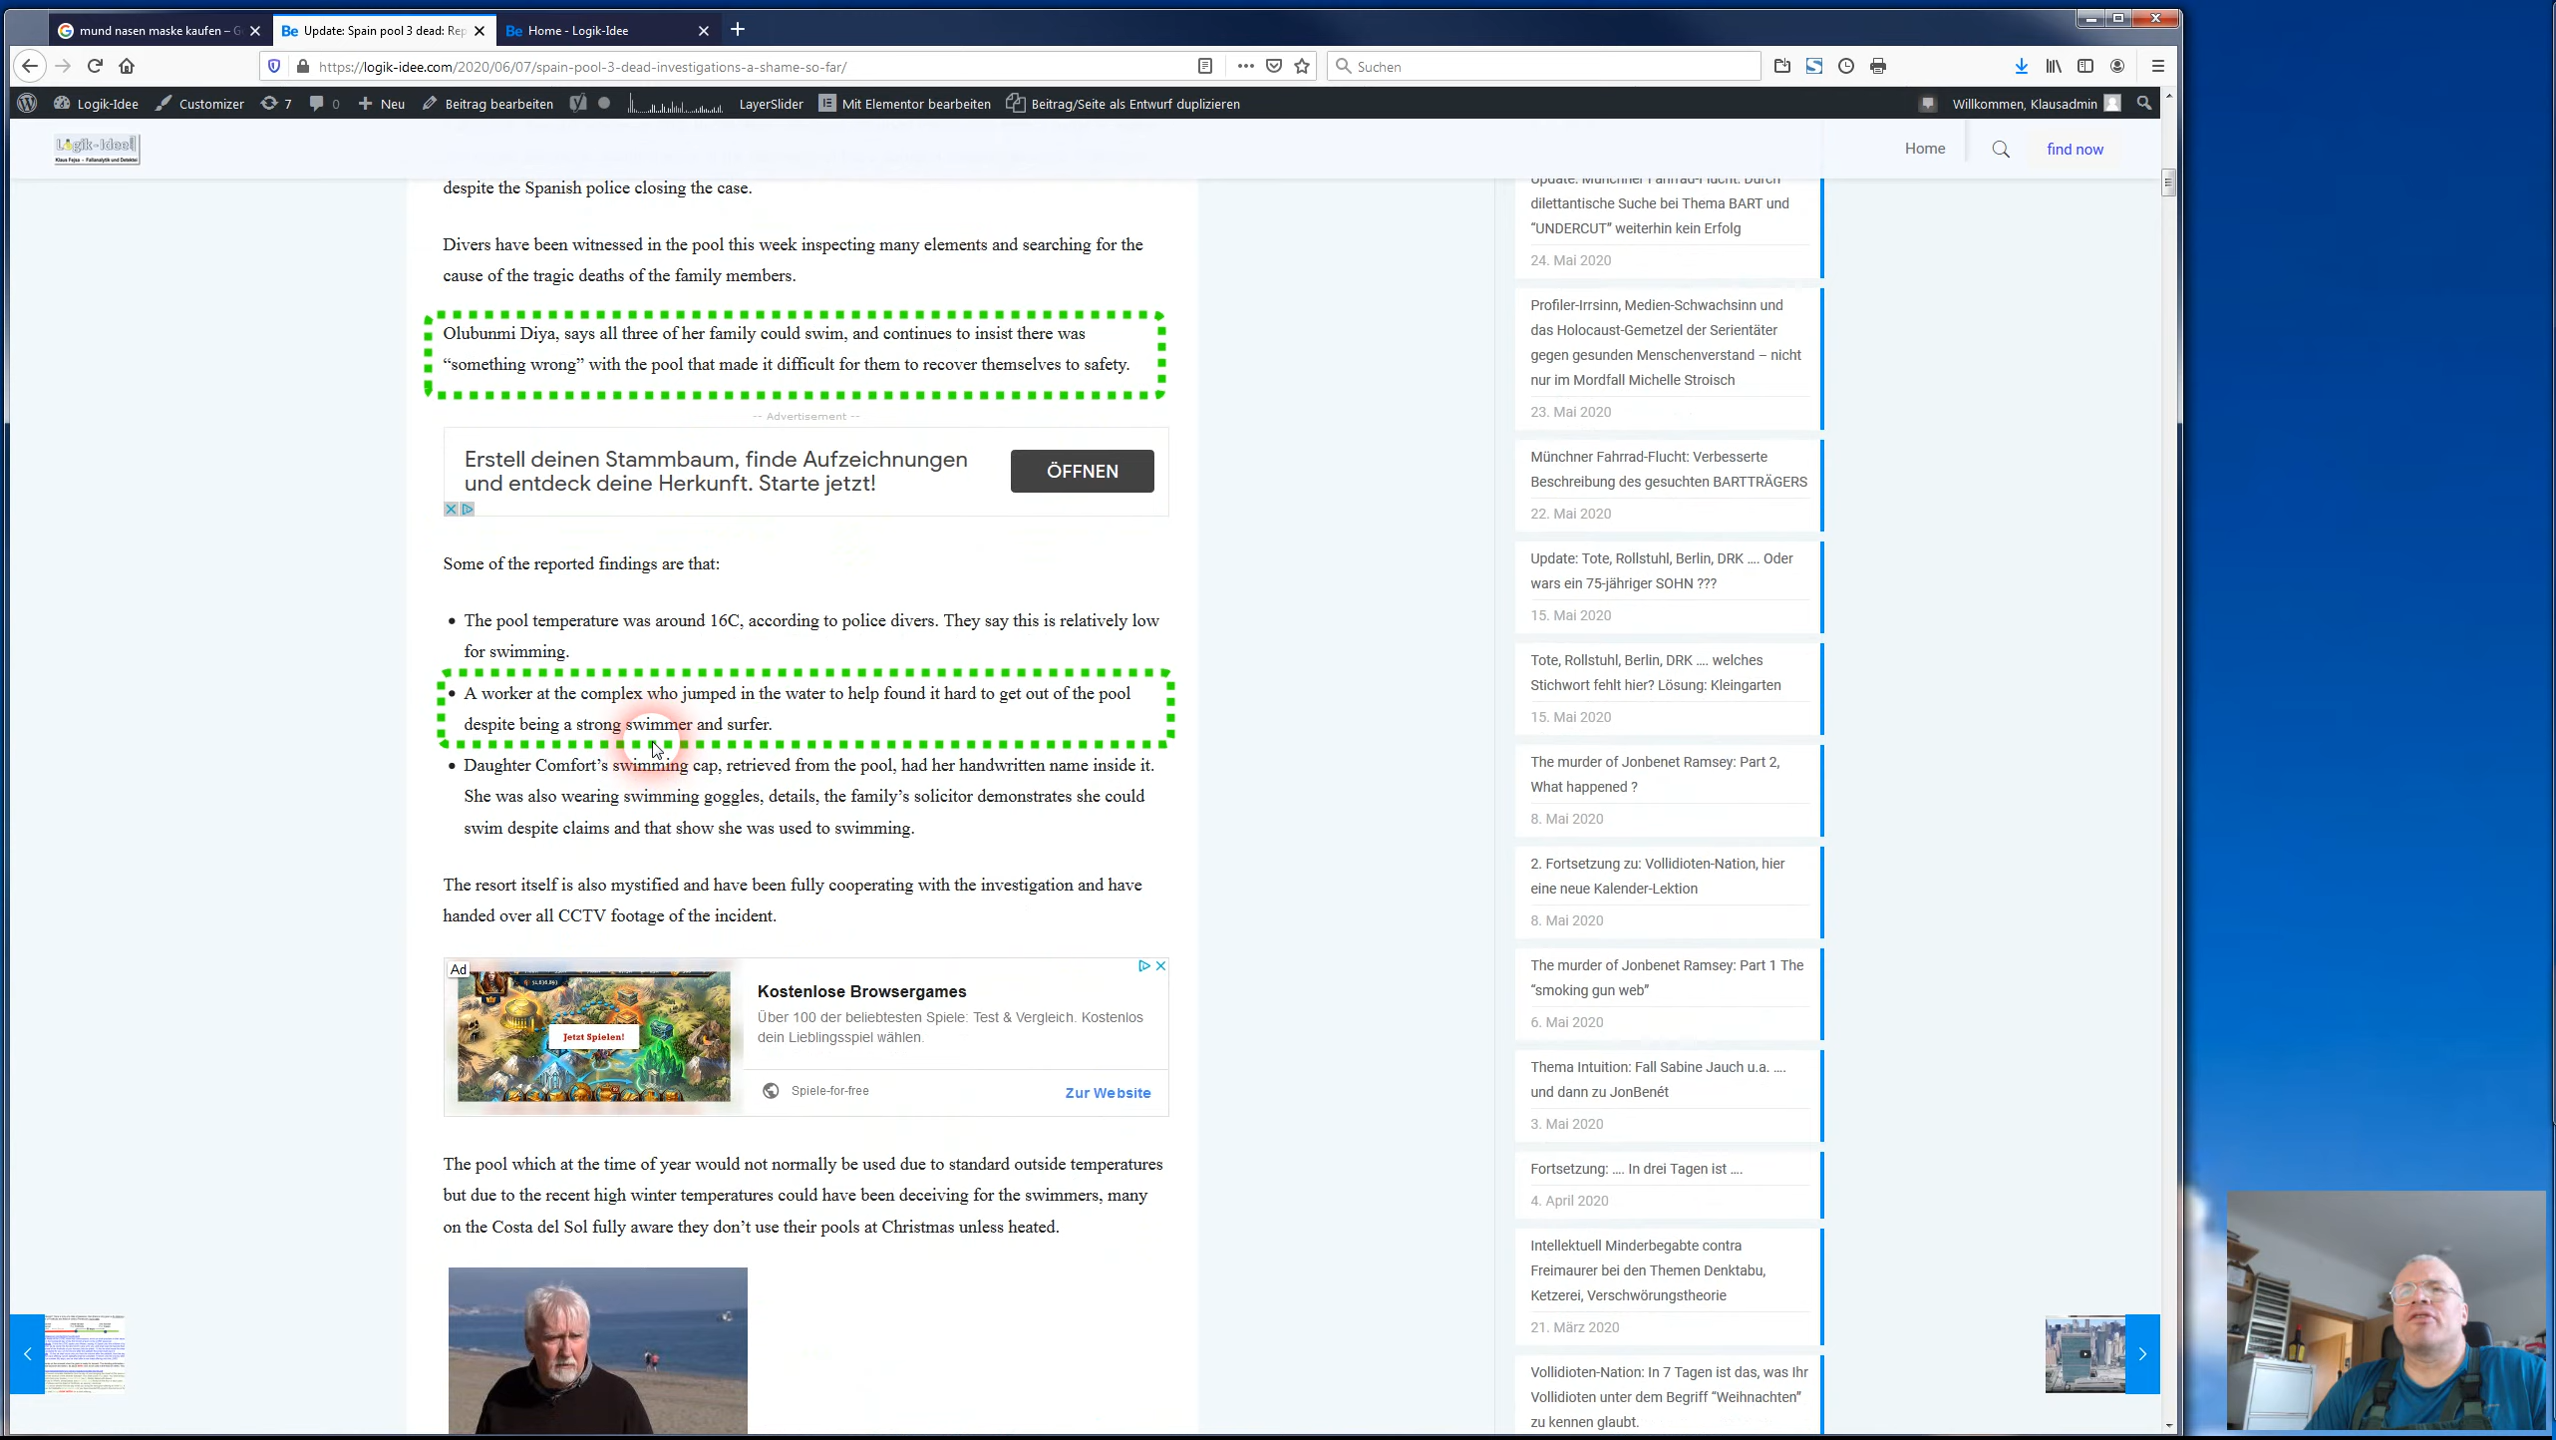 mund nasen maske kaufen – G
Update: Spain pool 3 dead: Rep
Home - Logik-Idee
https://logik-idee.com/2020/06/07/spain-pool-3-dead-investigations-a-shame-so-far/
Suchen
Logik-Idee
Customizer
7
0
Neu
Beitrag bearbeiten
LayerSlider
Mit Elementor bearbeiten
Beitrag/Seite als Entwurf duplizieren
Willkommen, Klausadmin
Logik-Idee!
Klaus Fejsa - Fallanalytik und Detektei
Home
find now
despite the Spanish police closing the case.
Divers have been witnessed in the pool this week inspecting many elements and searching for the
cause of the tragic deaths of the family members.
Olubunmi Diya, says all three of her family could swim, and continues to insist there was
“something wrong” with the pool that made it difficult for them to recover themselves to safety.
-- Advertisement --
Erstell deinen Stammbaum, finde Aufzeichnungen
und entdeck deine Herkunft. Starte jetzt!
ÖFFNEN
Some of the reported findings are that:
• The pool temperature was around 16C, according to police divers. They say this is relatively low
for swimming.
• A worker at the complex who jumped in the water to help found it hard to get out of the pool
despite being a strong swimmer and surfer.
• Daughter Comfort’s swimming cap, retrieved from the pool, had her handwritten name inside it.
She was also wearing swimming goggles, details, the family’s solicitor demonstrates she could
swim despite claims and that show she was used to swimming.
The resort itself is also mystified and have been fully cooperating with the investigation and have
handed over all CCTV footage of the incident.
Ad
Jetzt Spielen!
Kostenlose Browsergames
Über 100 der beliebtesten Spiele: Test & Vergleich. Kostenlos
dein Lieblingsspiel wählen.
Spiele-for-free
Zur Website
The pool which at the time of year would not normally be used due to standard outside temperatures
but due to the recent high winter temperatures could have been deceiving for the swimmers, many
on the Costa del Sol fully aware they don’t use their pools at Christmas unless heated.
Update: Münchner Fahrrad-Flucht: Durch
dilettantische Suche bei Thema BART und
“UNDERCUT” weiterhin kein Erfolg
24. Mai 2020
Profiler-Irrsinn, Medien-Schwachsinn und
das Holocaust-Gemetzel der Serientäter
gegen gesunden Menschenverstand – nicht
nur im Mordfall Michelle Stroisch
23. Mai 2020
Münchner Fahrrad-Flucht: Verbesserte
Beschreibung des gesuchten BARTTRÄGERS
22. Mai 2020
Update: Tote, Rollstuhl, Berlin, DRK .... Oder
wars ein 75-jähriger SOHN ???
15. Mai 2020
Tote, Rollstuhl, Berlin, DRK .... welches
Stichwort fehlt hier? Lösung: Kleingarten
15. Mai 2020
The murder of Jonbenet Ramsey: Part 2,
What happened ?
8. Mai 2020
2. Fortsetzung zu: Vollidioten-Nation, hier
eine neue Kalender-Lektion
8. Mai 2020
The murder of Jonbenet Ramsey: Part 1 The
“smoking gun web”
6. Mai 2020
Thema Intuition: Fall Sabine Jauch u.a. ....
und dann zu JonBenét
3. Mai 2020
Fortsetzung: .... In drei Tagen ist ....
4. April 2020
Intellektuell Minderbegabte contra
Freimaurer bei den Themen Denktabu,
Ketzerei, Verschwörungstheorie
21. März 2020
Vollidioten-Nation: In 7 Tagen ist das, was Ihr
Vollidioten unter dem Begriff “Weihnachten”
zu kennen glaubt.